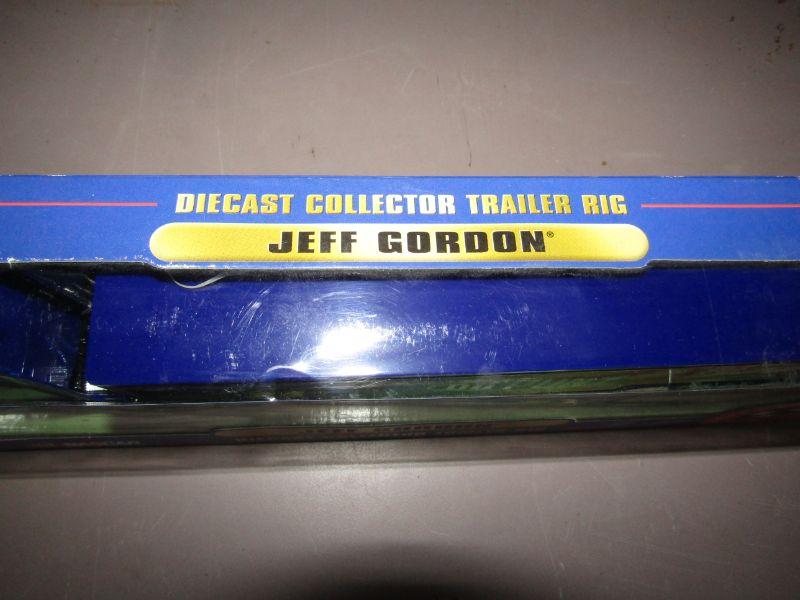 DIECAST COLLECTOR TRAILER RIG
JEFF GORDON®